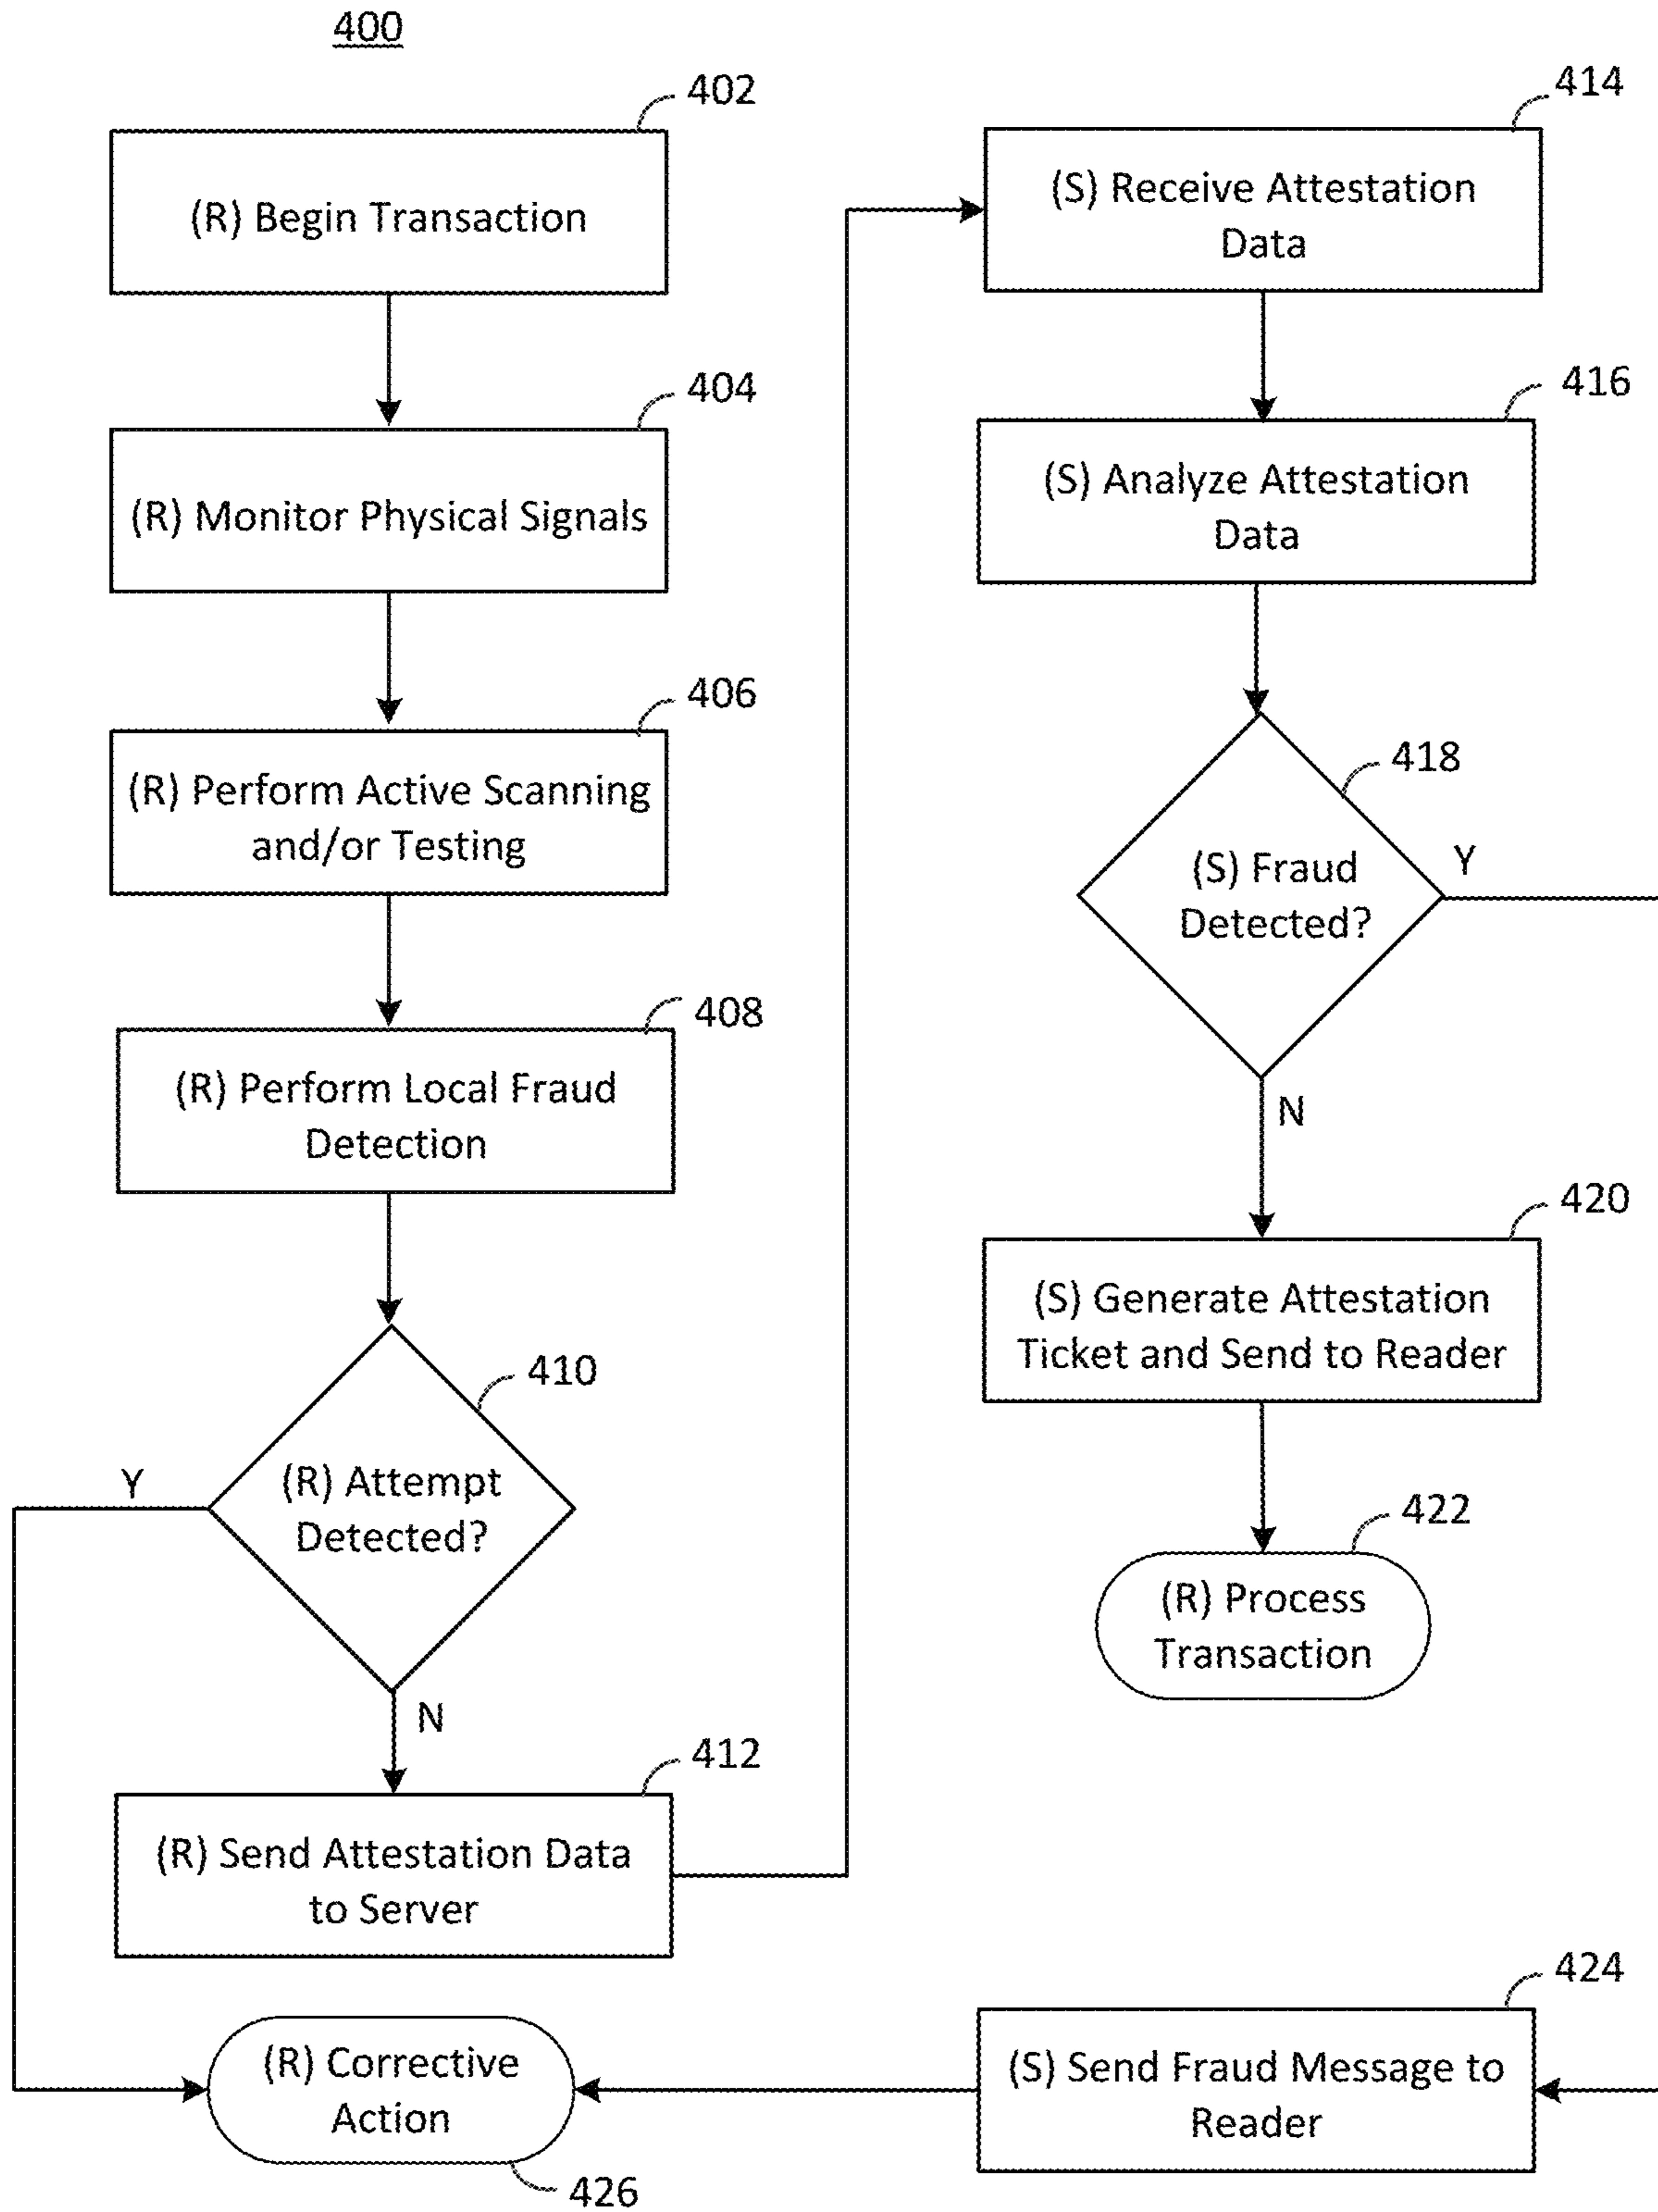 400
402
(R) Begin Transaction
404
(R) Monitor Physical Signals
406
(R) Perform Active Scanning
and/or Testing
408
(R) Perform Local Fraud
Detection
410
(R) Attempt
Detected?
Y
N
412
(R) Send Attestation Data
to Server
(R) Corrective
Action
426
414
(S) Receive Attestation
Data
416
(S) Analyze Attestation
Data
418
(S) Fraud
Detected?
Y
N
420
(S) Generate Attestation
Ticket and Send to Reader
422
(R) Process
Transaction
424
(S) Send Fraud Message to
Reader